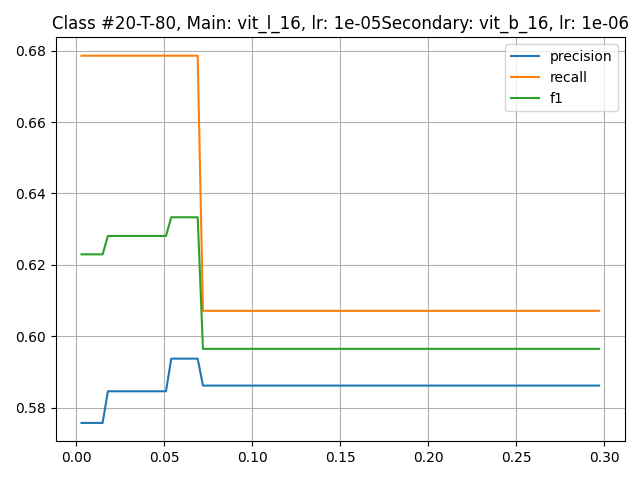 Class #20-T-80, Main: vit_l_16, lr: 1e-05Secondary: vit_b_16, lr: 1e-06
precision
recall
f1
0.68
0.66
0.64
0.62
0.60
0.58
0.00 0.05 0.10 0.15 0.20 0.25 0.30